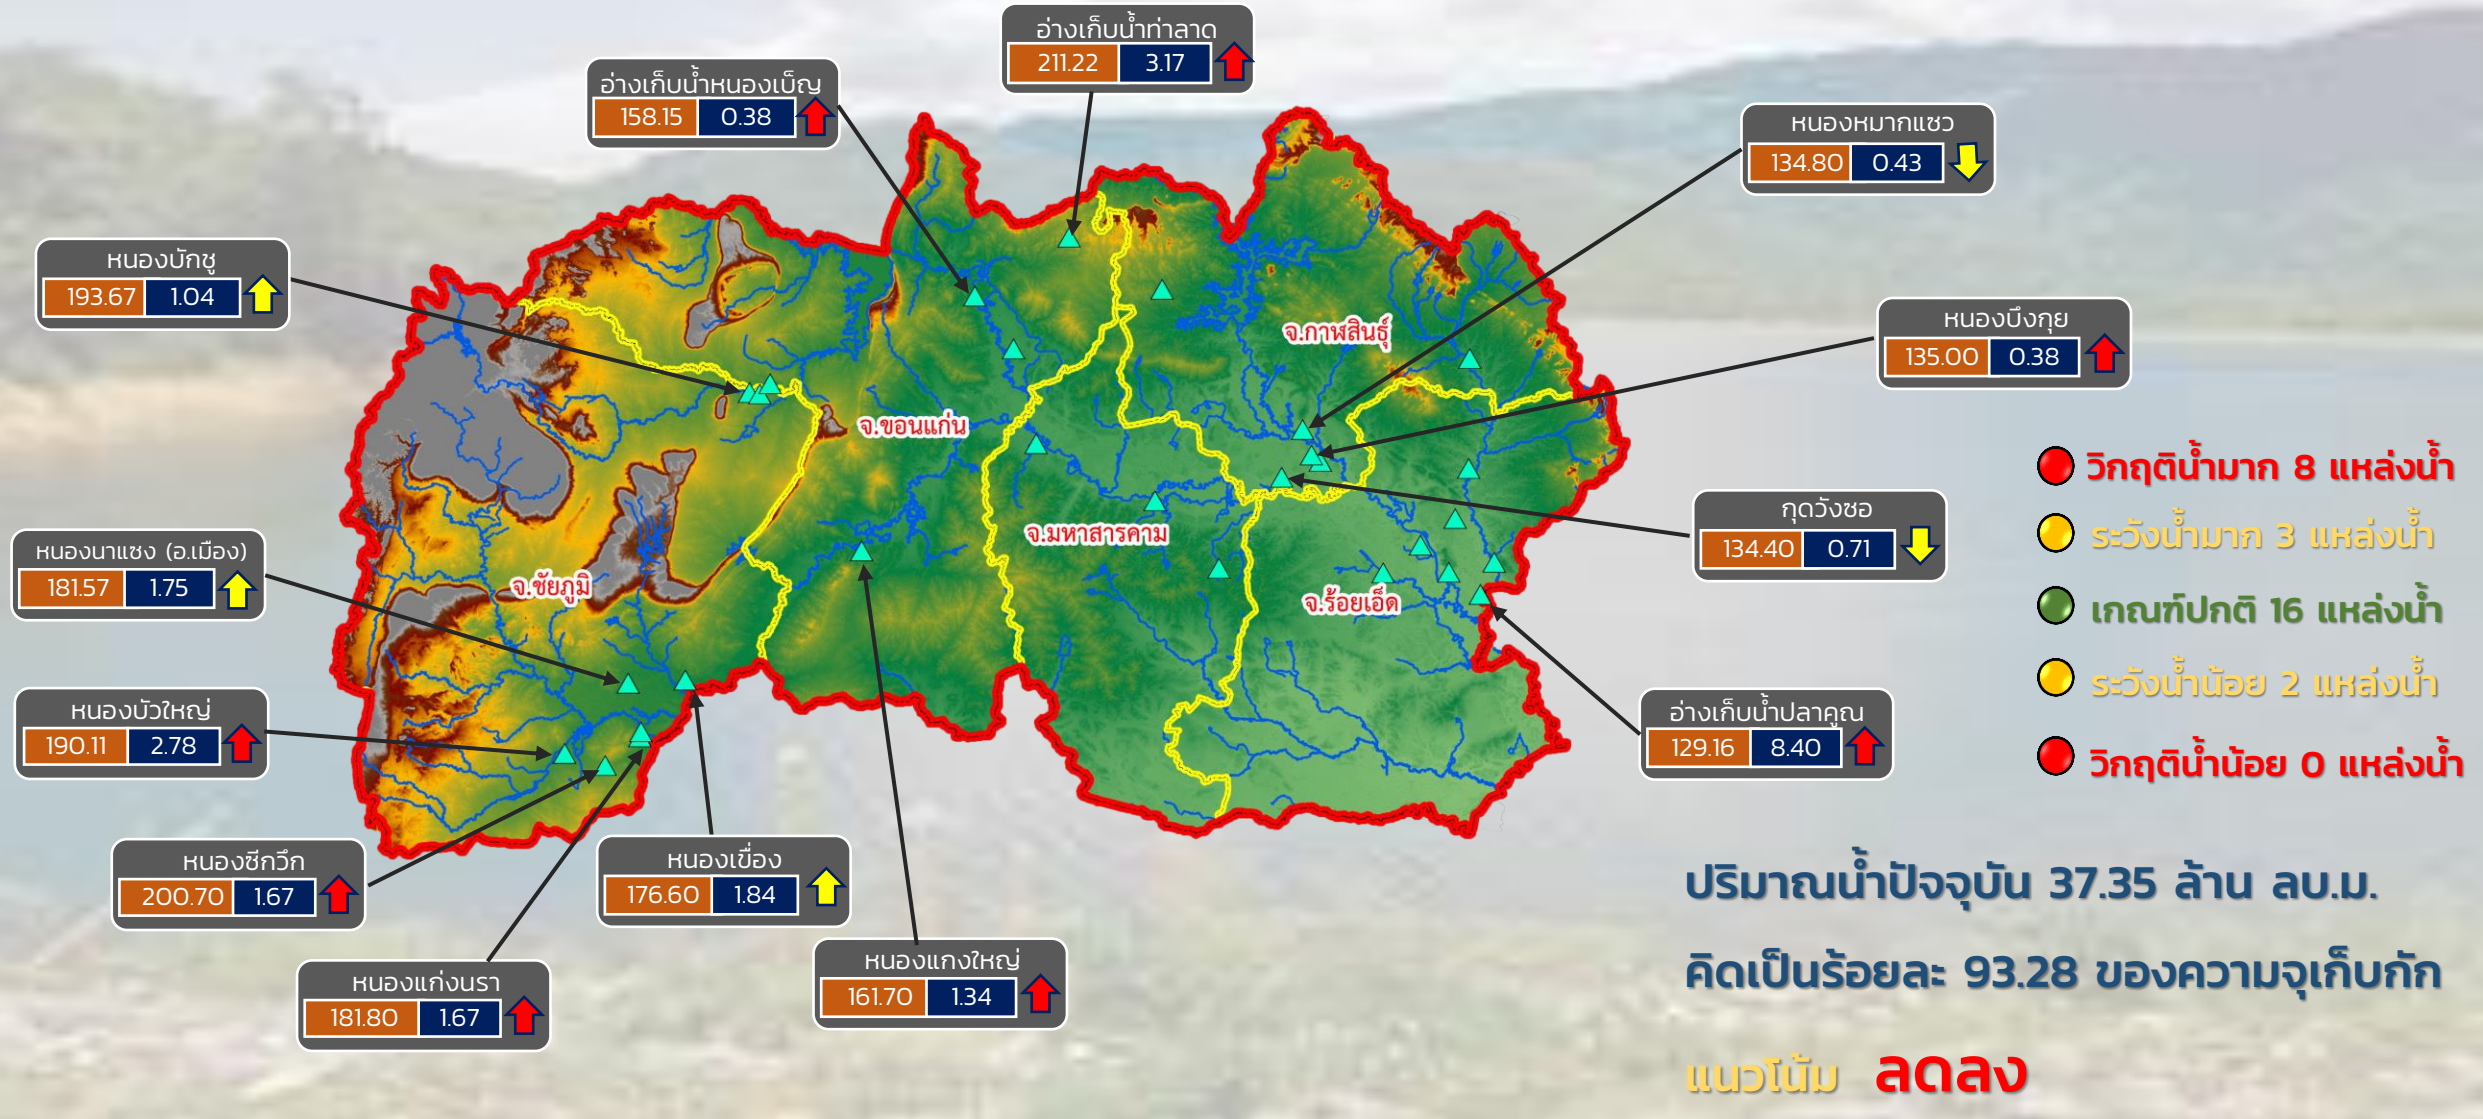 อ่างเก็บน้ำท่าลาด
211.22 3.17
อ่างเก็บน้ำหนองเบ็ญ
158.15 0.38
หนองหมากแซว
134.80 0.43
หนองบักชู
193.67 1.04
หนองบึงกุย
135.00 0.38
จ.กาฬสินธุ์
จ.ขอนแก่น
จ.มหาสารคาม
จ.ชัยภูมิ
จ.ร้อยเอ็ด
กุดวังซอ
134.40 0.71
หนองนาแซง (อ.เมือง)
181.57 1.75
หนองบัวใหญ่
190.11 2.78
อ่างเก็บน้ำปลาคูณ
129.16 8.40
หนองซีกวึก
200.70 1.67
หนองเขื่อง
176.60 1.84
หนองแก่งนรา
181.80 1.67
หนองแกงใหญ่
161.70 1.34
วิกฤติน้ำมาก 8 แหล่งน้ำ
ระวังน้ำมาก 3 แหล่งน้ำ
เกณฑ์ปกติ 16 แหล่งน้ำ
ระวังน้ำน้อย 2 แหล่งน้ำ
วิกฤติน้ำน้อย 0 แหล่งน้ำ
ปริมาณน้ำปัจจุบัน 37.35 ล้าน ลบ.ม.
คิดเป็นร้อยละ 93.28 ของความจุเก็บกัก
แนวโน้ม ลดลง